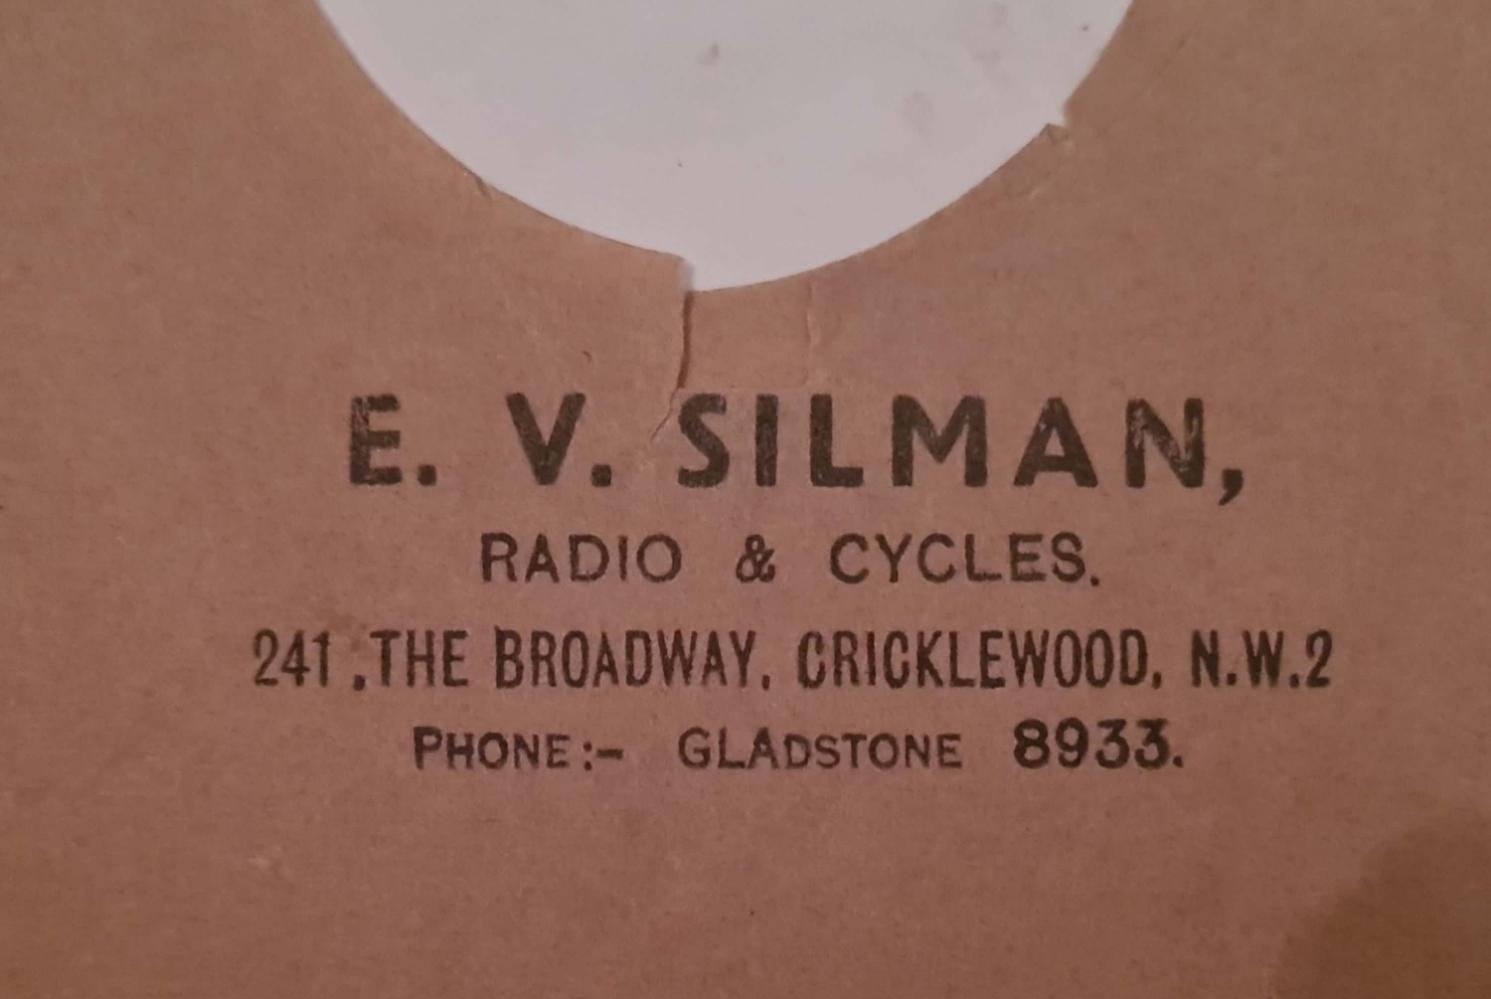 E. V. SILMAN,
RADIO & CYCLES.
241 .THE BROADWAY. CRICKLEWOOD. N.W.2
PHONE:- GLADSTONE 8933.